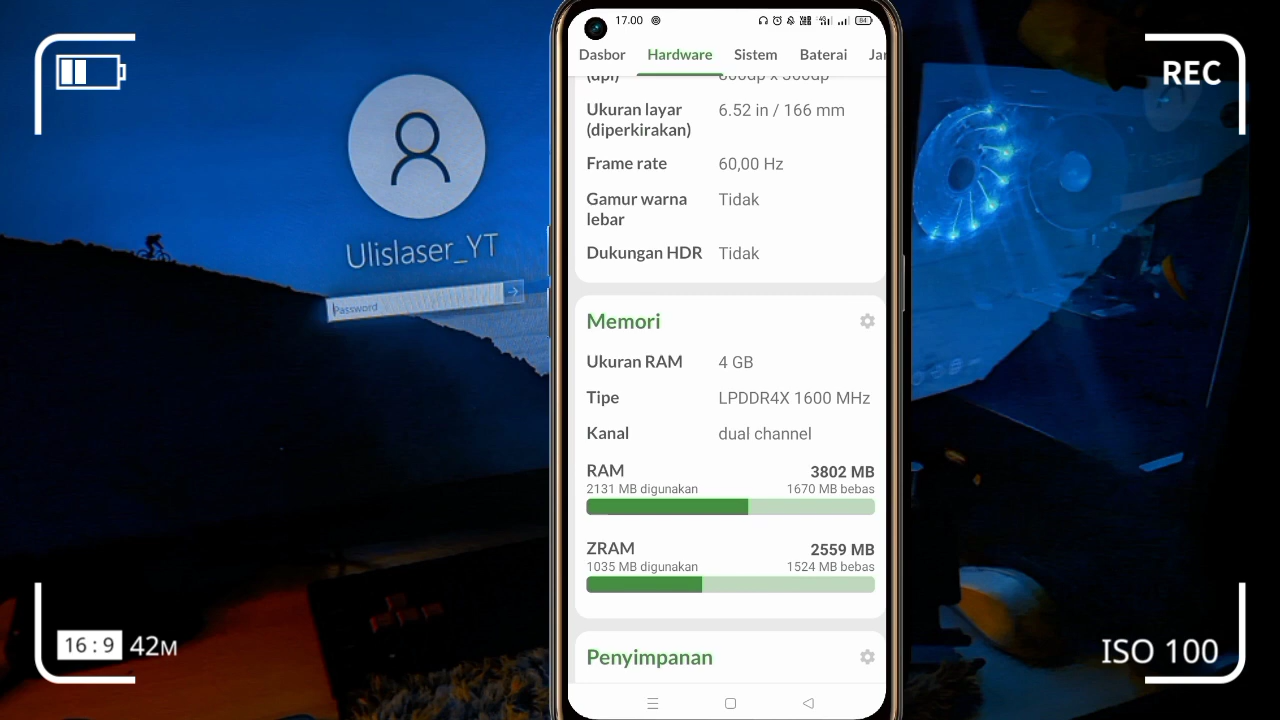 REC
Ulislaser_YT
Password
16:9 42M
ISO 100
17.00
84
Dasbor Hardware Sistem Baterai Jar
Ukuran layar (diperkirakan) 6.52 in / 166 mm
Frame rate 60,00 Hz
Gamur warna lebar Tidak
Dukungan HDR Tidak
Memori
Ukuran RAM 4 GB
Tipe LPDDR4X 1600 MHz
Kanal dual channel
RAM 3802 MB
2131 MB digunakan 1670 MB bebas
ZRAM 2559 MB
1035 MB digunakan 1524 MB bebas
Penyimpanan